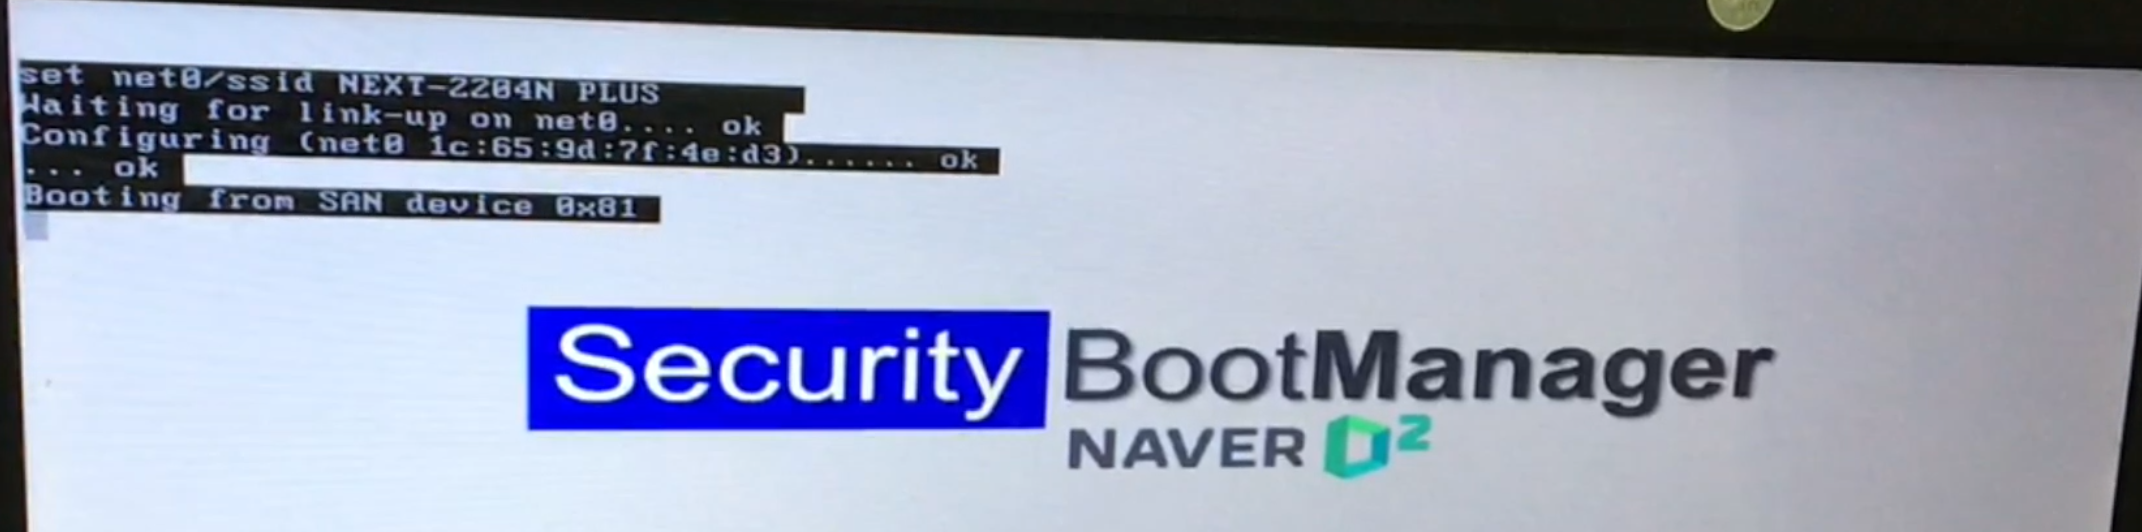 set net0/ssid NEXT-2204N PLUS
Waiting for link-up on net0.... ok
Configuring (net0 1c:65:9d:7f:4e:d3)...... ok
... ok
Booting from SAN device 0x81
Security BootManager
NAVER D2